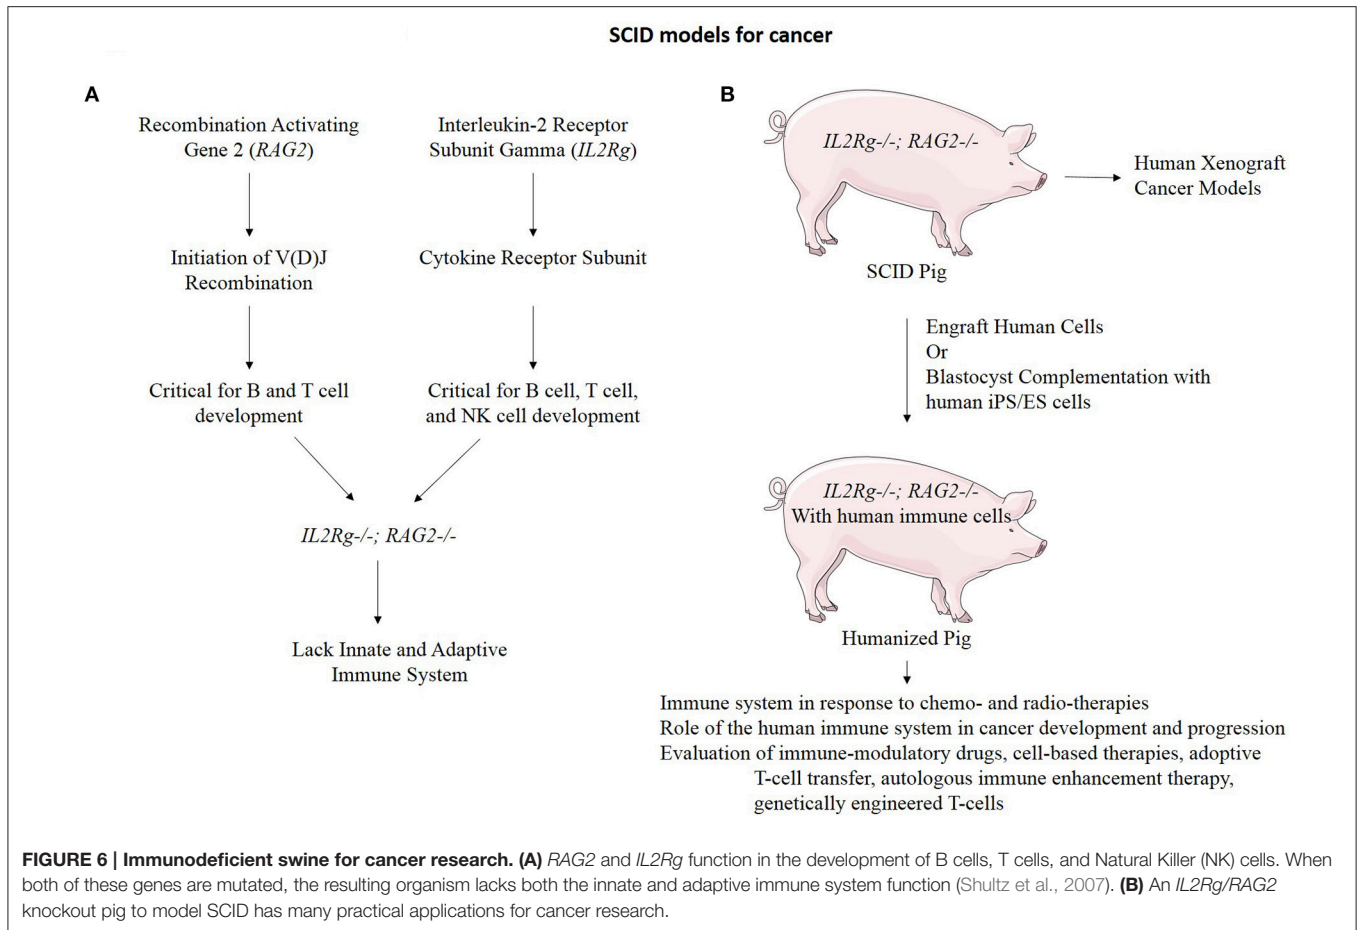 SCID models for cancer
A
Recombination Activating
Gene 2 (RAG2)
Interleukin-2 Receptor
Subunit Gamma (IL2Rg)
Initiation of V(D)J
Recombination
Cytokine Receptor Subunit
Critical for B and T cell
development
Critical for B cell, T cell,
and NK cell development
IL2Rg-/-; RAG2-/-
Lack Innate and Adaptive
Immune System
B
IL2Rg-/-; RAG2-/-
Human Xenograft
Cancer Models
SCID Pig
Engraft Human Cells
Or
Blastocyst Complementation with
human iPS/ES cells
IL2Rg-/-; RAG2-/-
With human immune cells
Humanized Pig
Immune system in response to chemo- and radio-therapies
Role of the human immune system in cancer development and progression
Evaluation of immune-modulatory drugs, cell-based therapies, adoptive
T-cell transfer, autologous immune enhancement therapy,
genetically engineered T-cells
FIGURE 6 | Immunodeficient swine for cancer research. (A) RAG2 and IL2Rg function in the development of B cells, T cells, and Natural Killer (NK) cells. When
both of these genes are mutated, the resulting organism lacks both the innate and adaptive immune system function (Shultz et al., 2007). (B) An IL2Rg/RAG2
knockout pig to model SCID has many practical applications for cancer research.